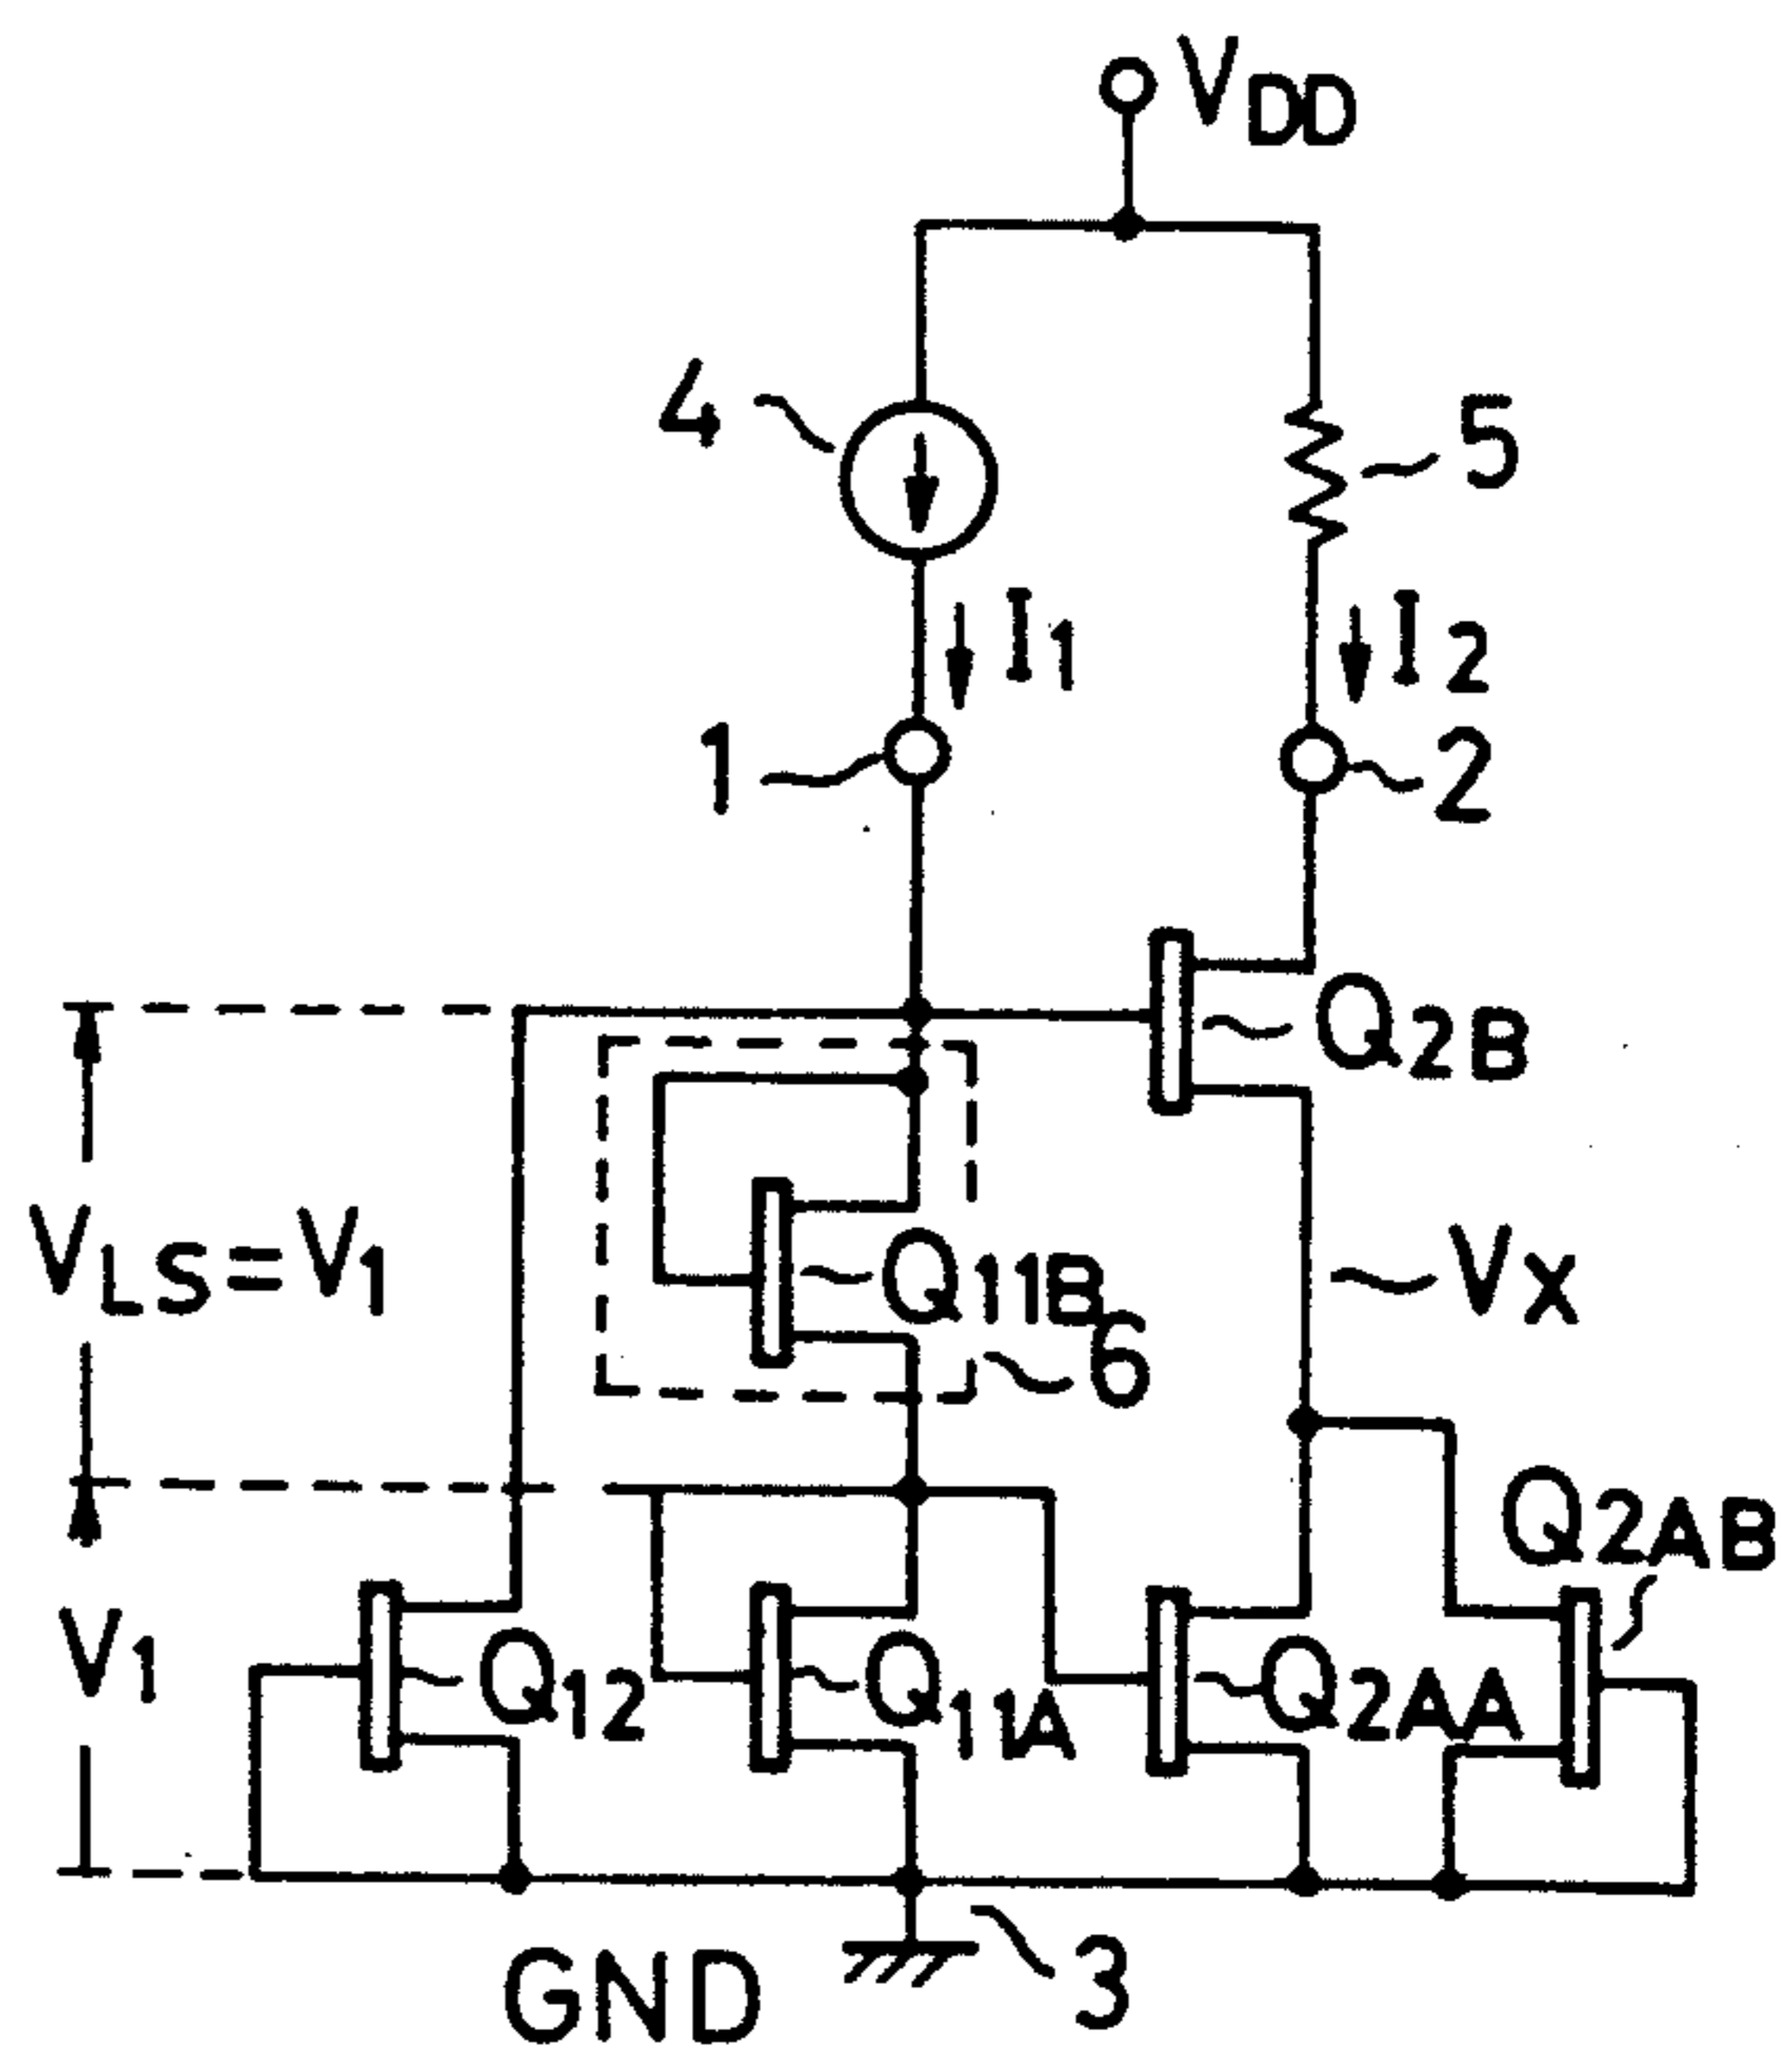 VDD
4
5
I1
I2
1
2
Q2B
VLS=V1
Q11B
VX
6
Q2AB
V1
Q12
Q11A
Q2AA
GND
3